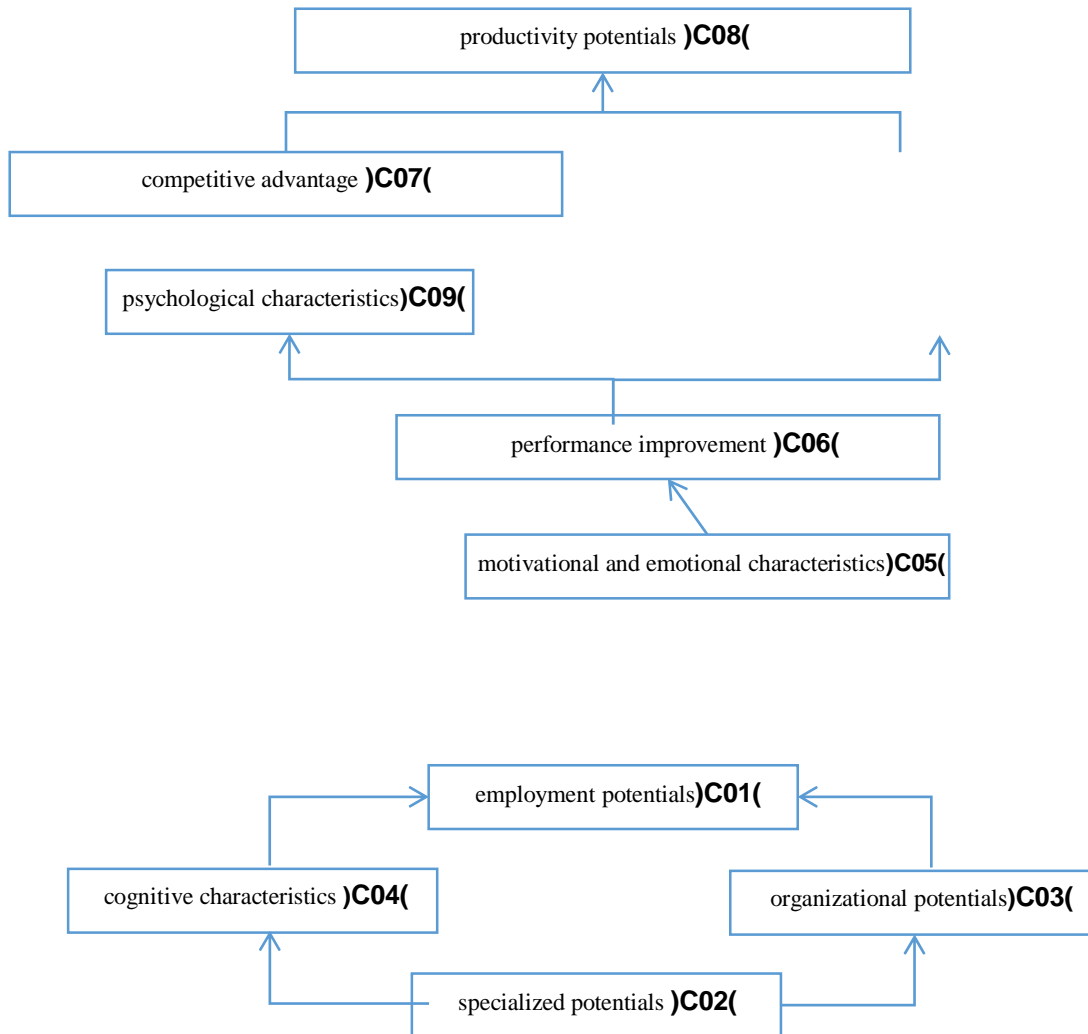 productivity potentials )C08(
competitive advantage )C07(
psychological characteristics)C09(
performance improvement )C06(
motivational and emotional characteristics)C05(
employment potentials)C01(
cognitive characteristics )C04(
organizational potentials)C03(
specialized potentials )C02(